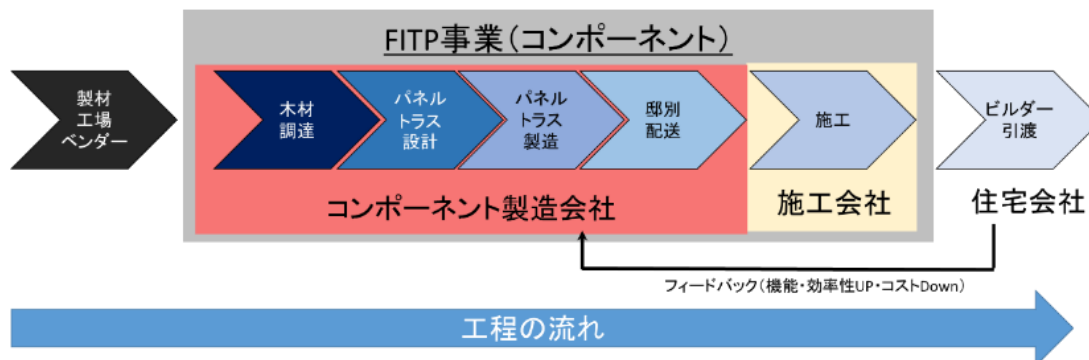 FITP事業(コンポーネント)
製材
工場
ベンダー
木材
調達
パネル
トラス
設計
パネル
トラス
製造
邸別
配送
施工
ビルダー
引渡
コンポーネント製造会社
施工会社
住宅会社
フィードバック(機能・効率性UP・コストDown)
工程の流れ